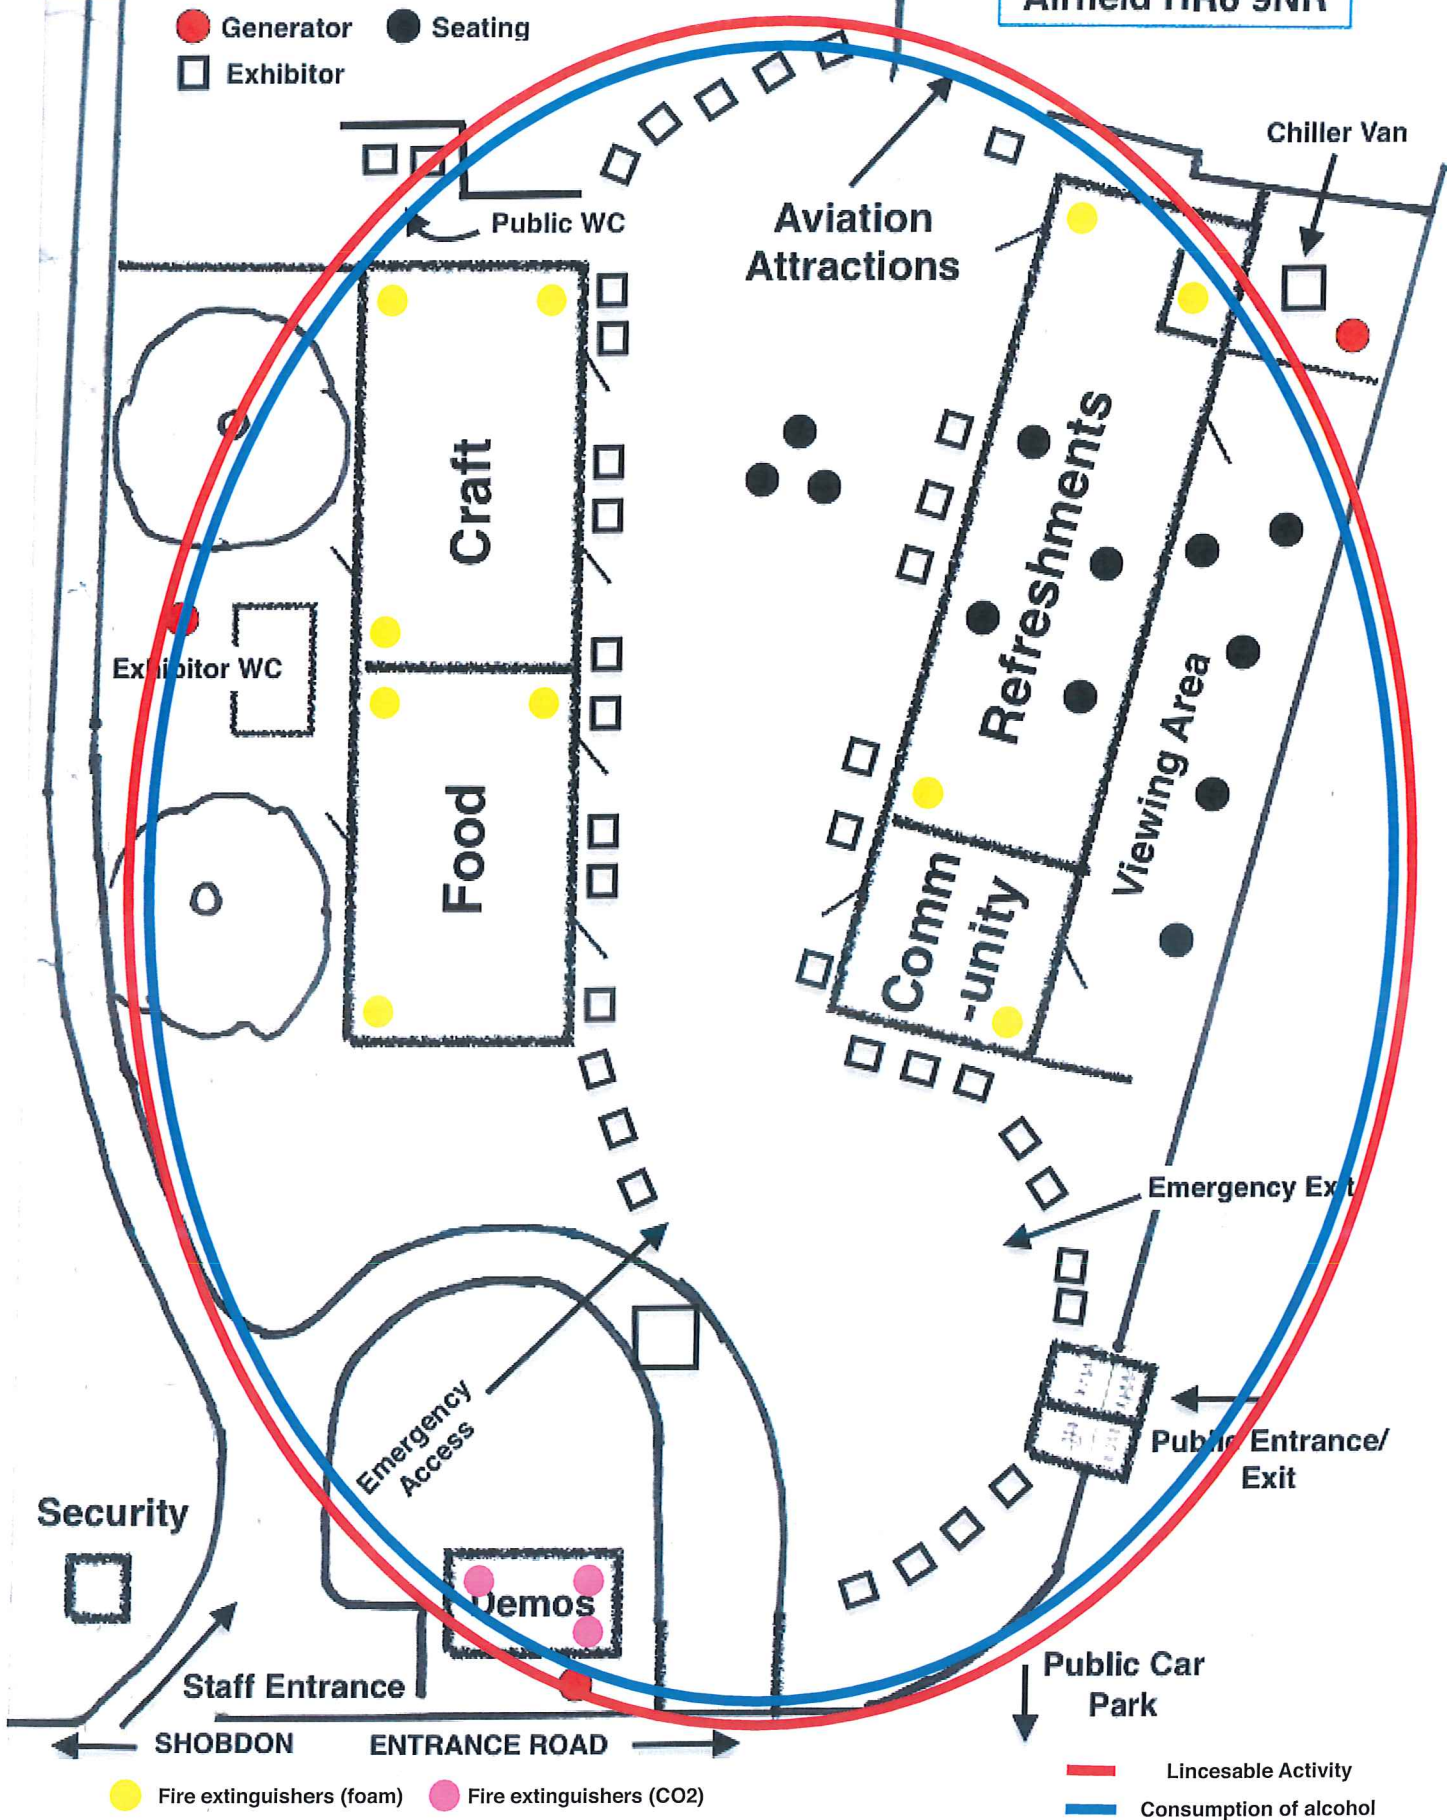 Airfield HR6 9NR
Generator
Seating
Exhibitor
Chiller Van
Public WC
Aviation
Attractions
Craft
Refreshments
Exhibitor WC
Viewing Area
Food
Comm
-unity
Emergency Exit
Emergency
Access
Public Entrance/
Exit
Security
Demos
Staff Entrance
Public Car
Park
SHOBDON
ENTRANCE ROAD
Fire extinguishers (foam)
Fire extinguishers (CO2)
Lincesable Activity
Consumption of alcohol